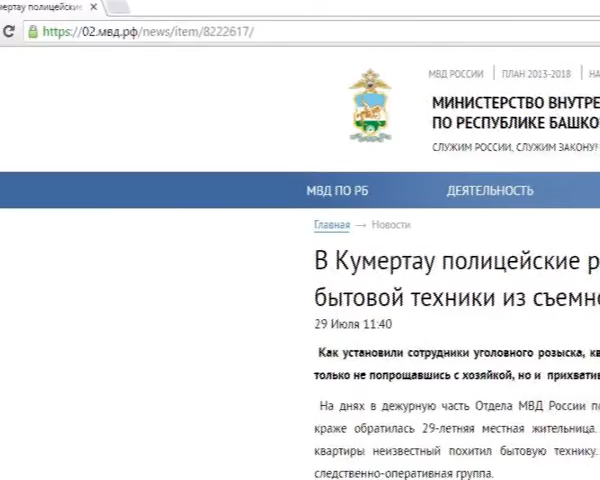 мертау полицейские
https://02.мвд.рф/news/item/8222617/
МВД РОССИИ ПЛАН 2013-2018
МИНИСТЕРСТВО ВНУТРЕ
ПО РЕСПУБЛИКЕ БАШКО
СЛУЖИМ РОССИИ, СЛУЖИМ ЗАКОНУ!
МВД ПО РБ ДЕЯТЕЛЬНОСТЬ
Главная → Новости
В Кумертау полицейские р
бытовой техники из съемн
29 Июля 11:40
Как установили сотрудники уголовного розыска, к
только не попрощавшись с хозяйкой, но и прихвати
На днях в дежурную часть Отдела МВД России п
краже обратилась 29-летняя местная жительница.
квартиры неизвестный похитил бытовую технику.
следственно-оперативная группа.